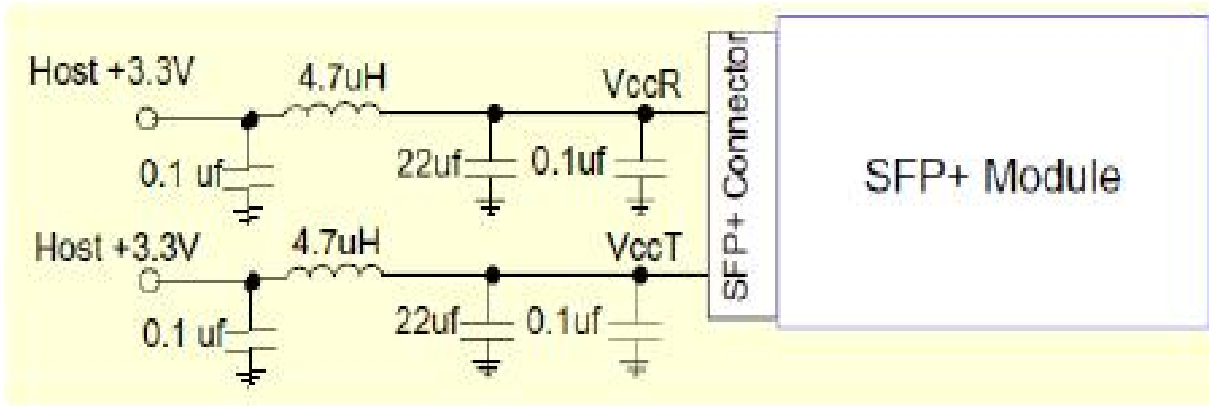 Host +3.3V
4.7uH
VccR
0.1 uf
22uf
0.1uf
Host +3.3V
4.7uH
VccT
0.1 uf
22uf
0.1uf
SFP+ Connector
SFP+ Module